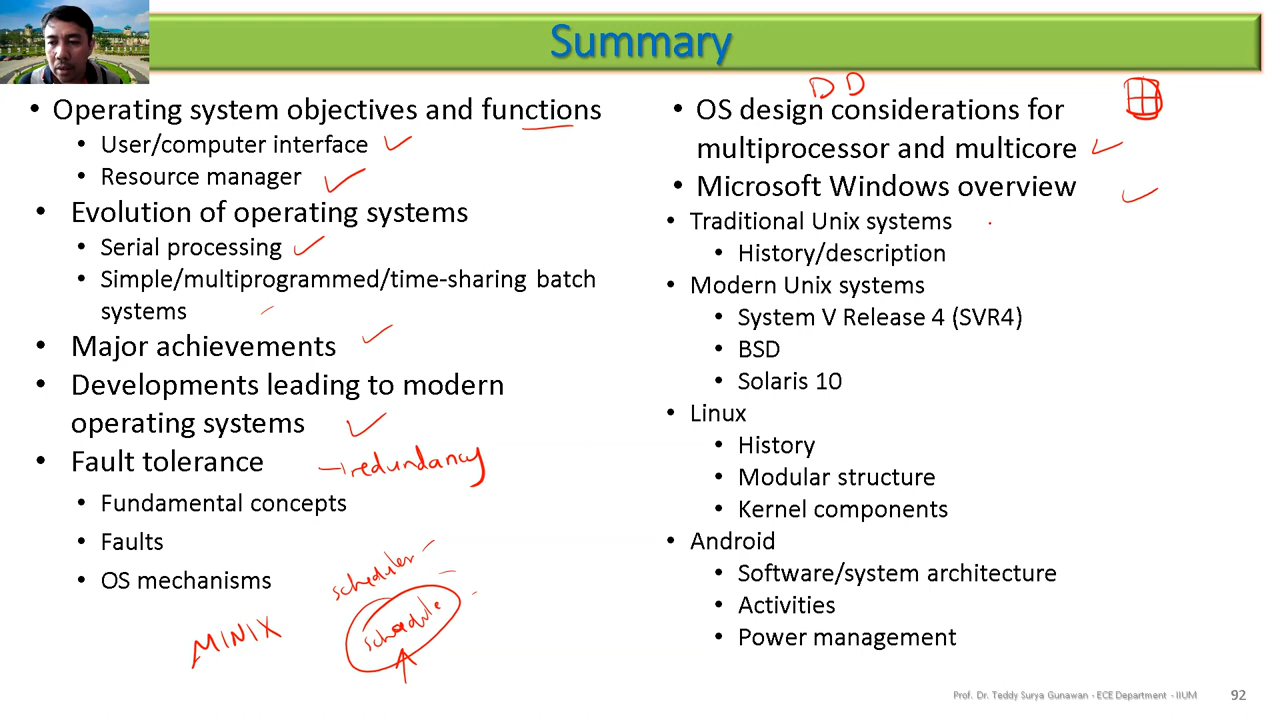 Summary
• Operating system objectives and functions
• User/computer interface
• Resource manager
• Evolution of operating systems
• Serial processing
• Simple/multiprogrammed/time-sharing batch
systems
• Major achievements
• Developments leading to modern
operating systems
• Fault tolerance
redundancy
• Fundamental concepts
• Faults
• OS mechanisms
scheduler
schedule
MINIX
D D
• OS design considerations for
multiprocessor and multicore
• Microsoft Windows overview
• Traditional Unix systems
• History/description
• Modern Unix systems
• System V Release 4 (SVR4)
• BSD
• Solaris 10
• Linux
• History
• Modular structure
• Kernel components
• Android
• Software/system architecture
• Activities
• Power management
Prof. Dr. Teddy Surya Gunawan - ECE Department - IIUM 92